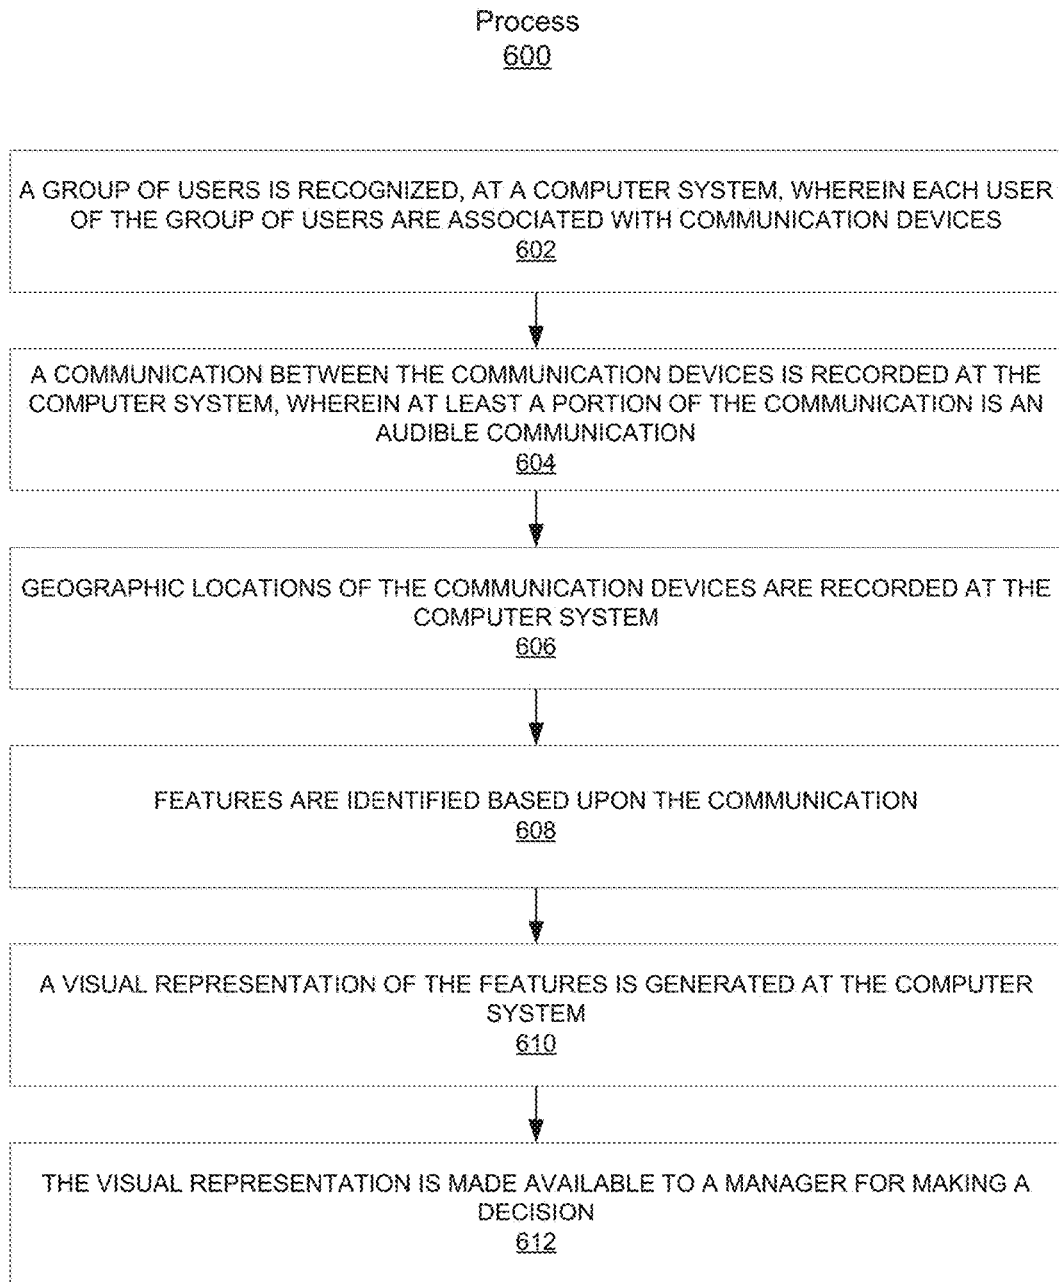 Process
600
A GROUP OF USERS IS RECOGNIZED, AT A COMPUTER SYSTEM, WHEREIN EACH USER
OF THE GROUP OF USERS ARE ASSOCIATED WITH COMMUNICATION DEVICES
602
A COMMUNICATION BETWEEN THE COMMUNICATION DEVICES IS RECORDED AT THE
COMPUTER SYSTEM, WHEREIN AT LEAST A PORTION OF THE COMMUNICATION IS AN
AUDIBLE COMMUNICATION
604
GEOGRAPHIC LOCATIONS OF THE COMMUNICATION DEVICES ARE RECORDED AT THE
COMPUTER SYSTEM
606
FEATURES ARE IDENTIFIED BASED UPON THE COMMUNICATION
608
A VISUAL REPRESENTATION OF THE FEATURES IS GENERATED AT THE COMPUTER
SYSTEM
610
THE VISUAL REPRESENTATION IS MADE AVAILABLE TO A MANAGER FOR MAKING A
DECISION
612